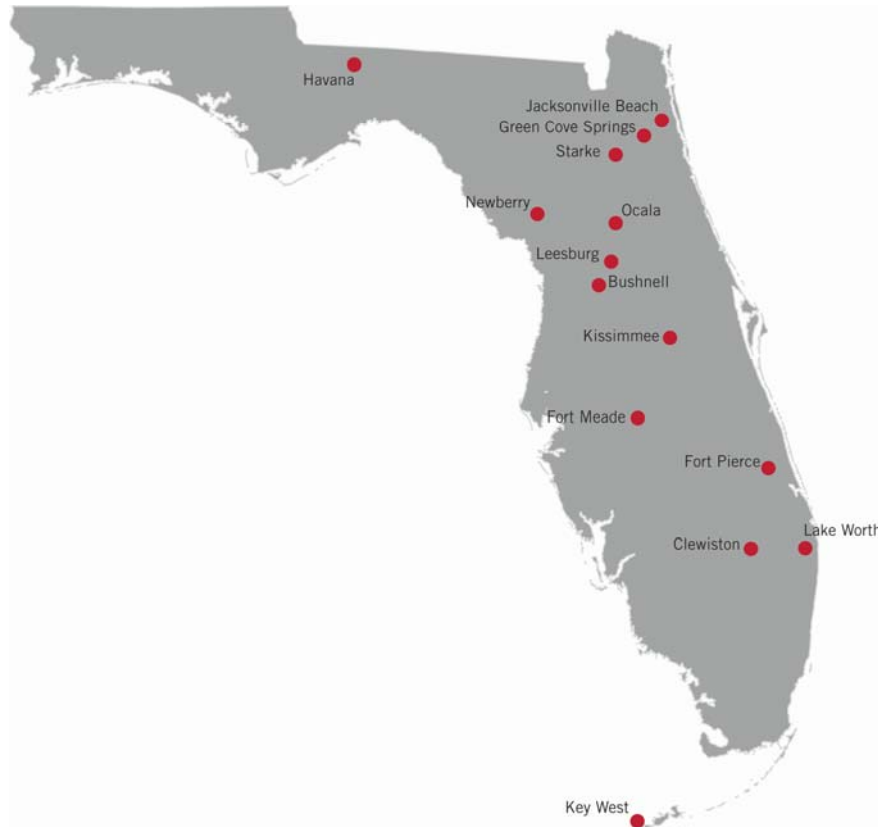 Havana
Jacksonville Beach
Green Cove Springs
Starke
Newberry
Ocala
Leesburg
Bushnell
Kissimmee
Fort Meade
Fort Pierce
Lake Worth
Clewiston
Key West